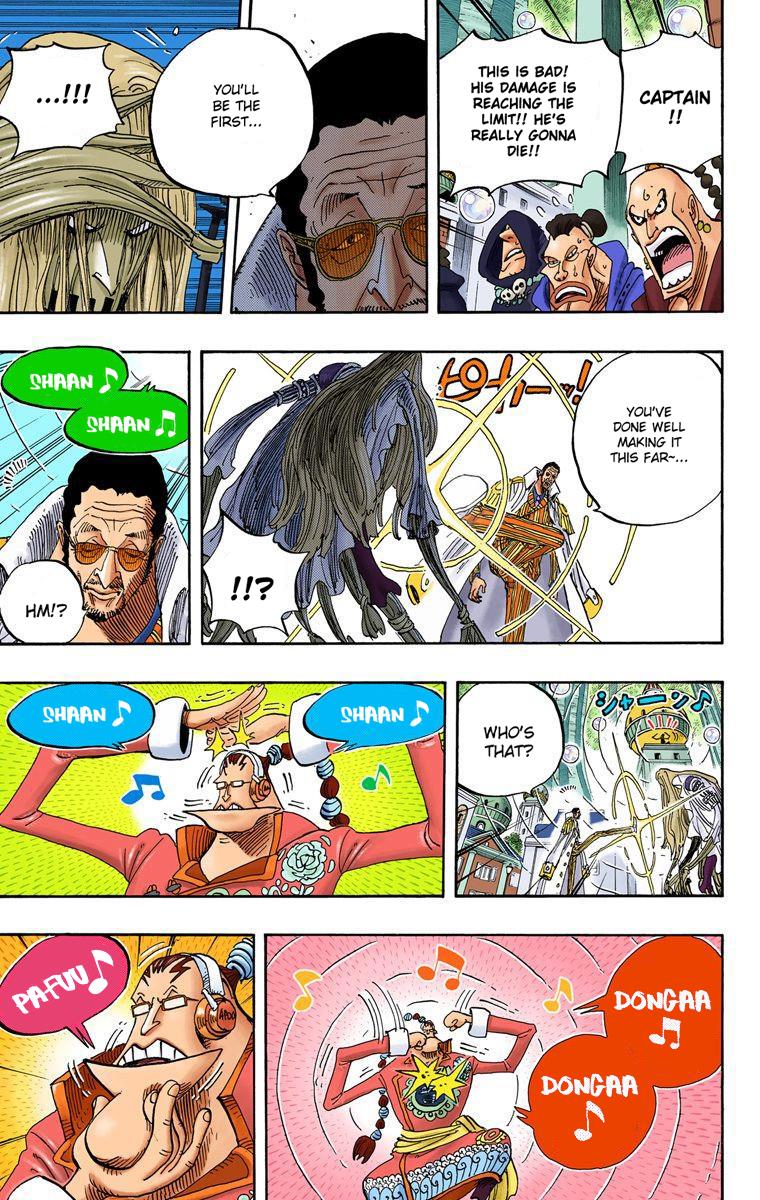 CAPTAIN
!!
THIS IS BAD!
HIS DAMAGE IS
REACHING THE
LIMIT!! HE'S
REALLY GONNA
DIE!!
YOU'LL
BE THE
FIRST...
...!!!
YOU'VE
DONE WELL
MAKING IT
THIS FAR~...
!!?
SHAAN♪
SHAAN♫
HM!?
シャーン♪
WHO'S
THAT?
SHAAN♪
SHAAN♪
DONGAA
♫
DONGAA
♪
PAFUU♪
APOO